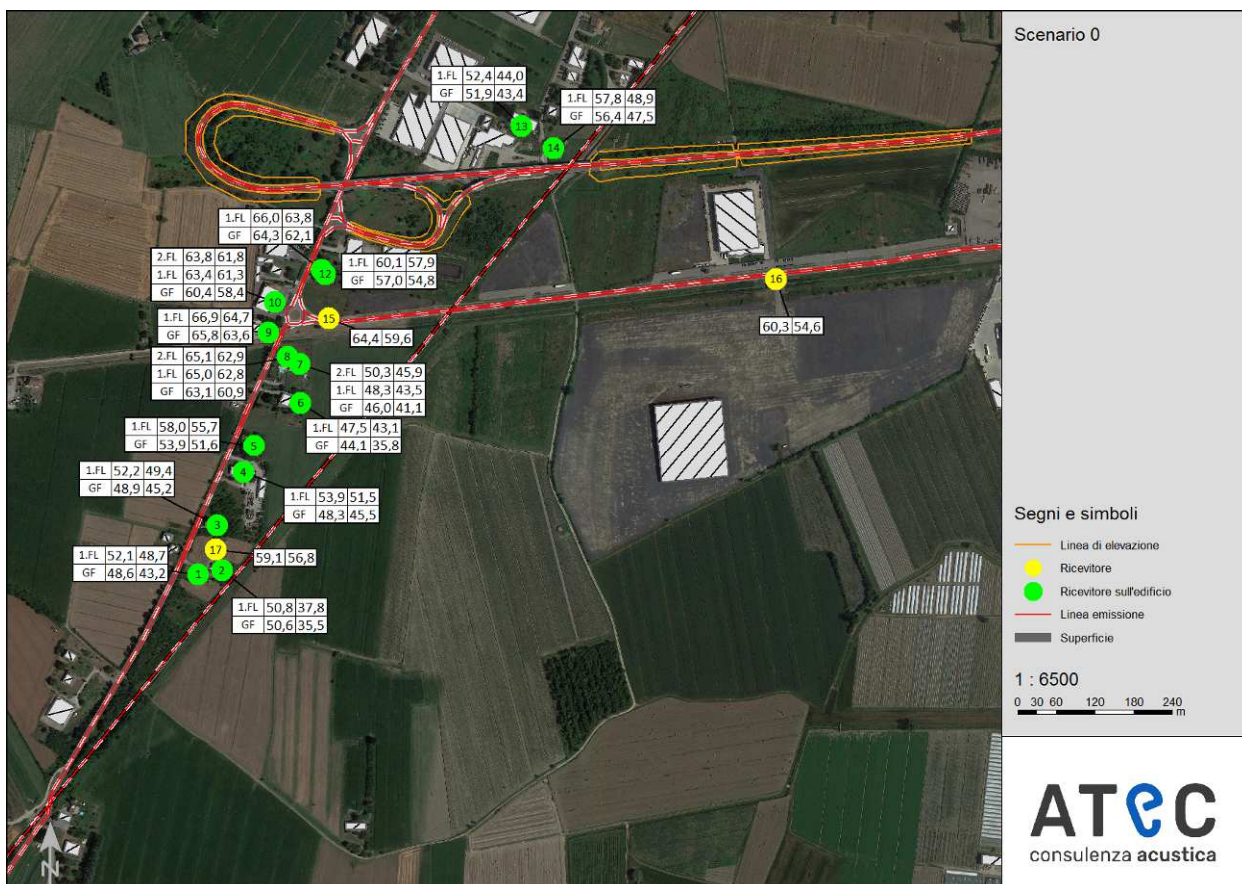 Scenario 0
1.FL 52,4 44,0
GF 51,9 43,4
13
1.FL 57,8 48,9
GF 56,4 47,5
14
1.FL 66,0 63,8
GF 64,3 62,1
12
1.FL 60,1 57,9
GF 57,0 54,8
2.FL 63,8 61,8
1.FL 63,4 61,3
GF 60,4 58,4
10
16
60,3 54,6
15
64,4 59,6
1.FL 66,9 64,7
GF 65,8 63,6
9
2.FL 65,1 62,9
1.FL 65,0 62,8
GF 63,1 60,9
8
7
2.FL 50,3 45,9
1.FL 48,3 43,5
GF 46,0 41,1
6
1.FL 47,5 43,1
GF 44,1 35,8
1.FL 58,0 55,7
GF 53,9 51,6
5
4
1.FL 53,9 51,5
GF 48,3 45,5
1.FL 52,2 49,4
GF 48,9 45,2
3
17
59,1 56,8
1.FL 52,1 48,7
GF 48,6 43,2
1
2
1.FL 50,8 37,8
GF 50,6 35,5
N
Segni e simboli
Linea di elevazione
Ricevitore
Ricevitore sull'edificio
Linea emissione
Superficie
1 : 6500
0 30 60 120 180 240
m
ATeC
consulenza acustica